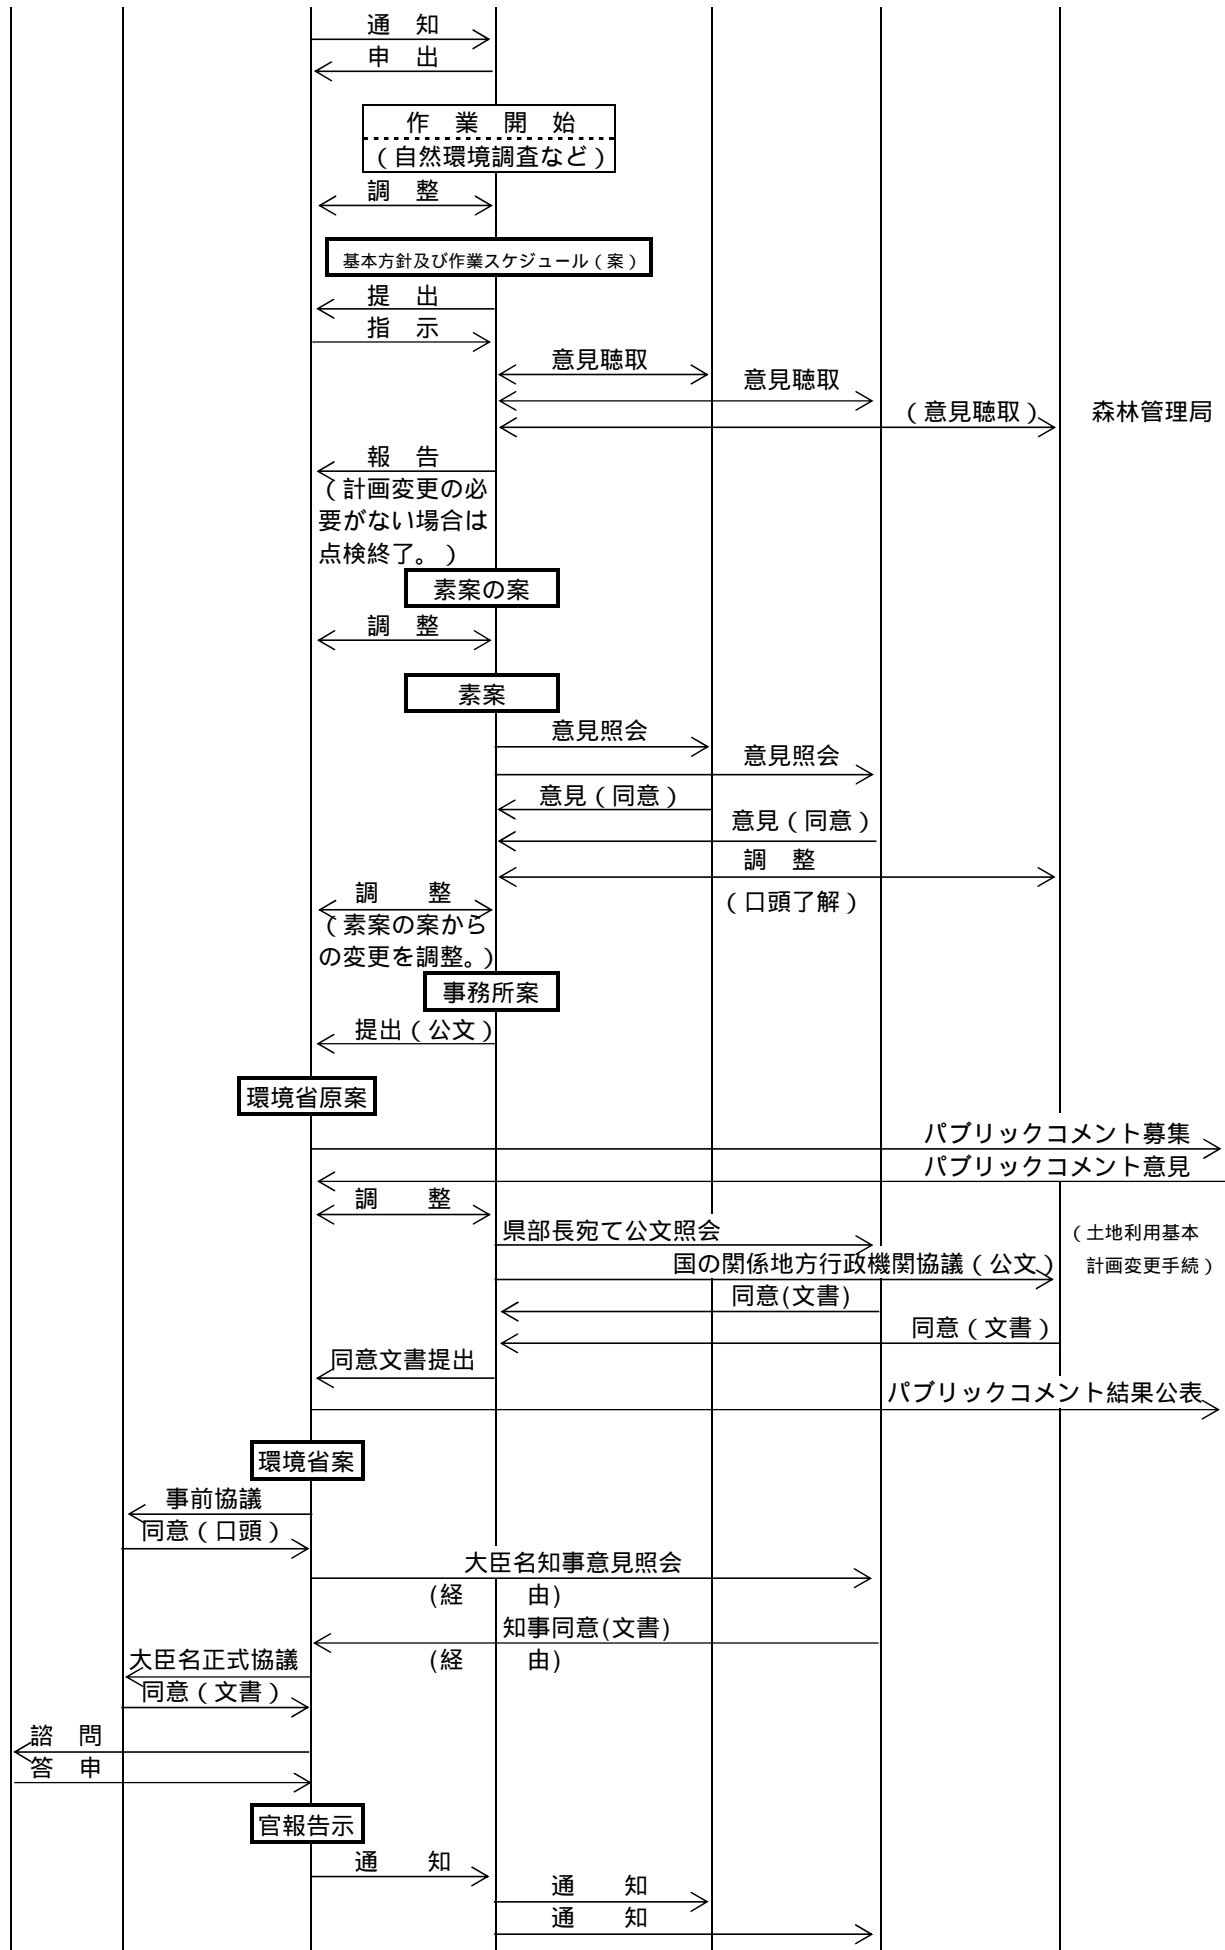 通　知
申　出
作　業　開　始
（自然環境調査など）
調　整
基本方針及び作業スケジュール（案）
提　出
指　示
意見聴取
意見聴取
（意見聴取）
森林管理局
報　告
（計画変更の必
要がない場合は
点検終了。）
素案の案
調　整
素案
意見照会
意見照会
意見（同意）
意見（同意）
調　整
（口頭了解）
調　　整
（素案の案から
の変更を調整。）
事務所案
提出（公文）
環境省原案
パブリックコメント募集
パブリックコメント意見
調　　整
県部長宛て公文照会
（土地利用基本
計画変更手続）
国の関係地方行政機関協議（公文）
同意(文書)
同意（文書）
同意文書提出
パブリックコメント結果公表
環境省案
事前協議
同意（口頭）
大臣名知事意見照会
(経　　由)
知事同意(文書)
(経　　由)
大臣名正式協議
同意（文書）
諮　問
答　申
官報告示
通　　知
通　　知
通　　知